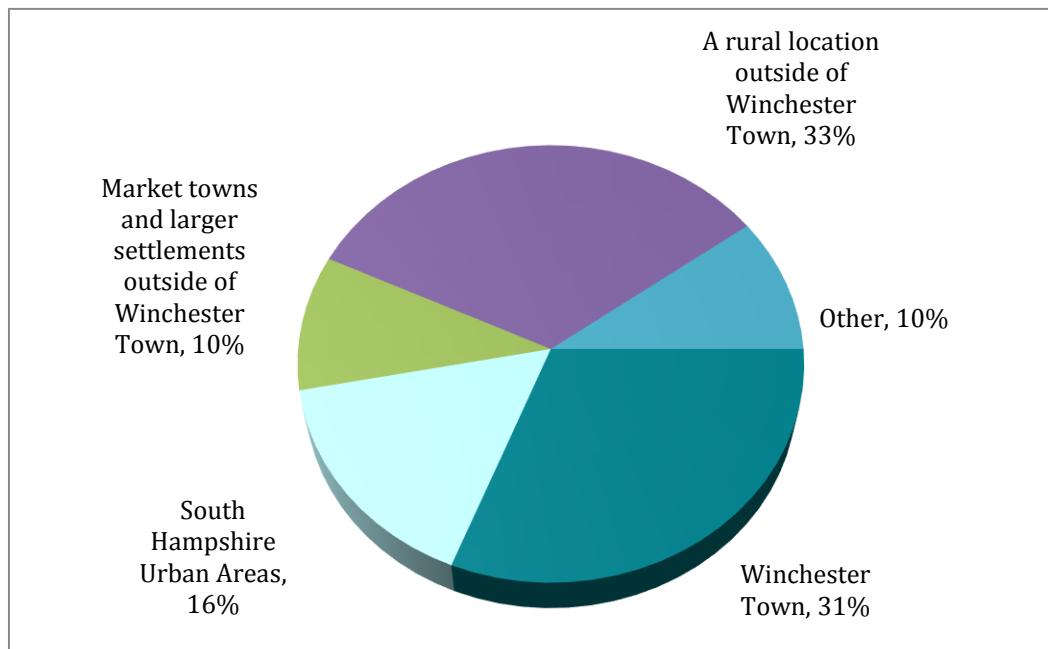 A rural location
outside of
Winchester
Town, 33%
Market towns
and larger
settlements
outside of
Winchester
Town, 10%
Other, 10%
South
Hampshire
Urban Areas,
16%
Winchester
Town, 31%